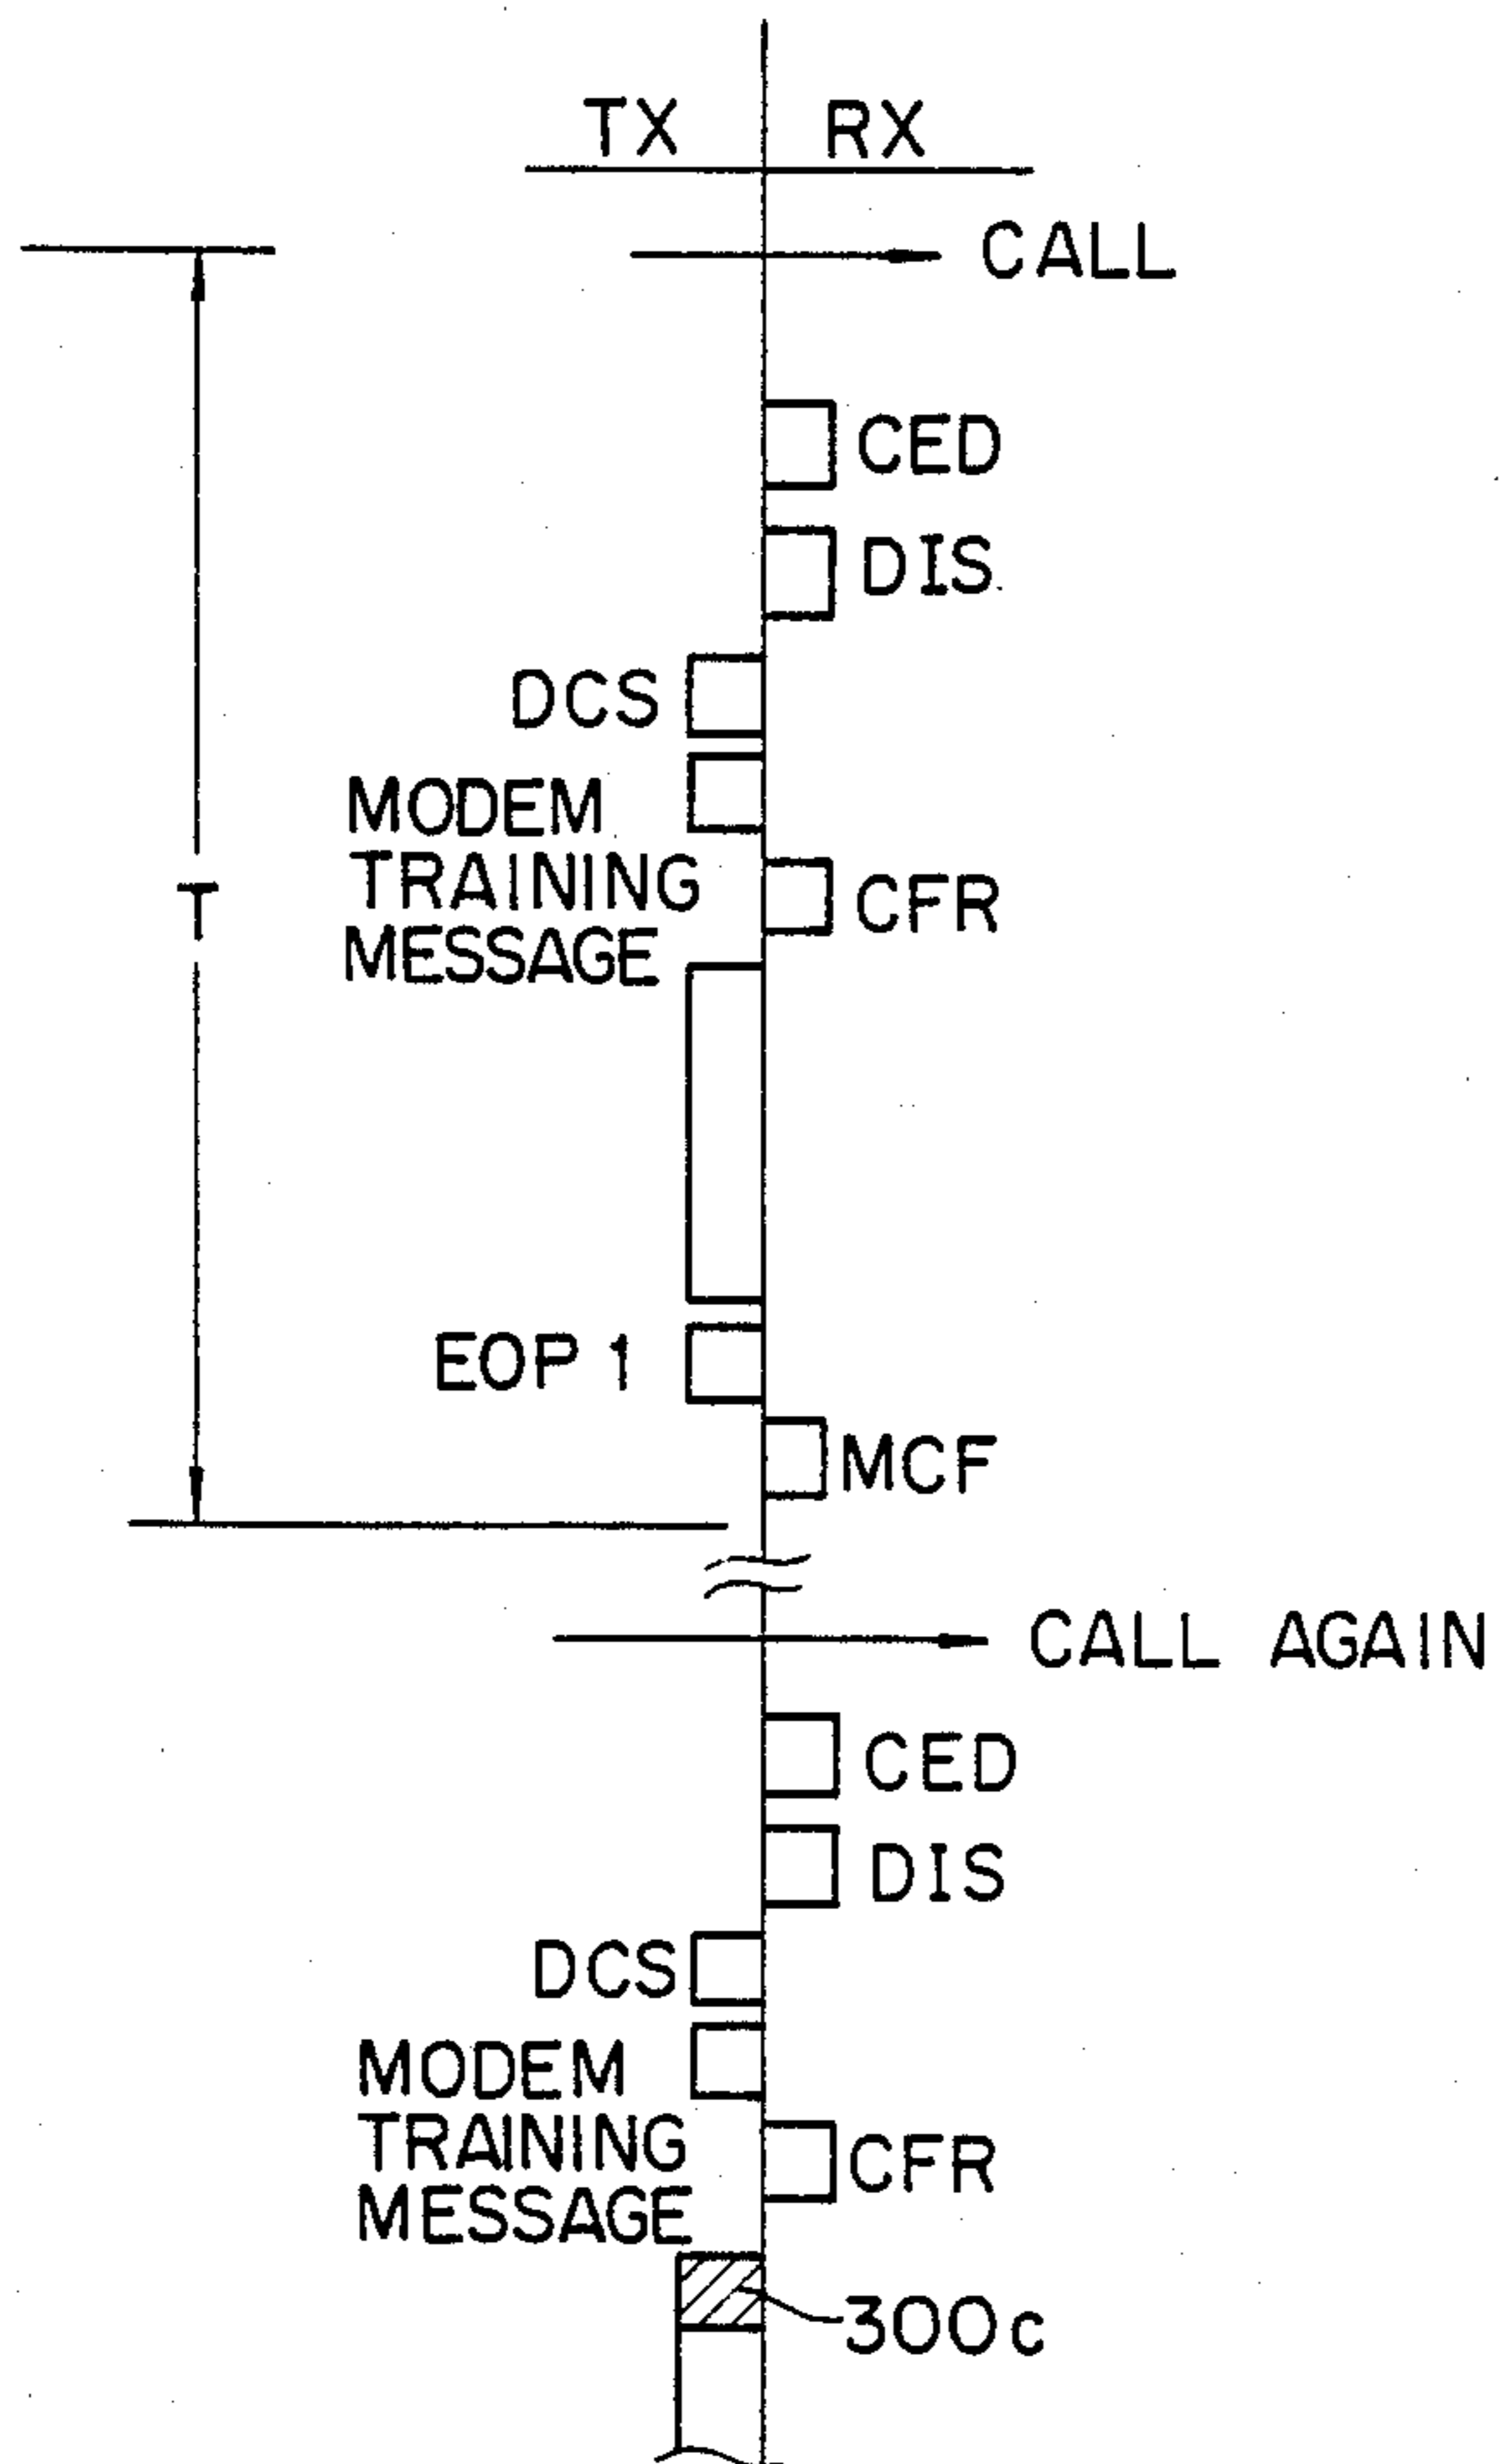 TX RX
CALL
CED
DIS
DCS
MODEM
TRAINING
MESSAGE
T
CFR
EOP 1
MCF
CALL AGAIN
CED
DIS
DCS
MODEM
TRAINING
MESSAGE
CFR
300c